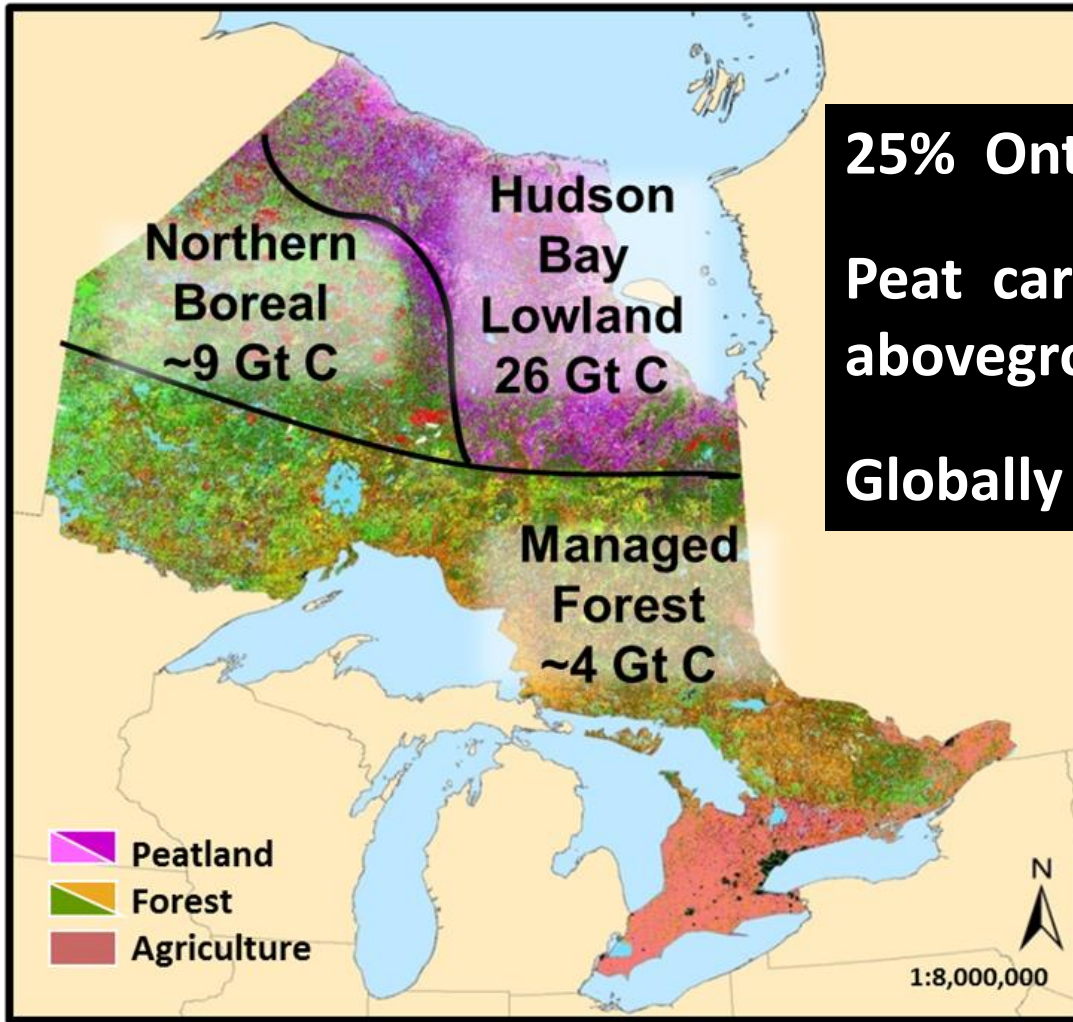 25% Ont
Peat car
abovegro
Globally
Hudson
Bay
Lowland
26 Gt C
Northern
Boreal
~9 Gt C
Managed
Forest
~4 Gt C
Peatland
Forest
Agriculture
N
1:8,000,000